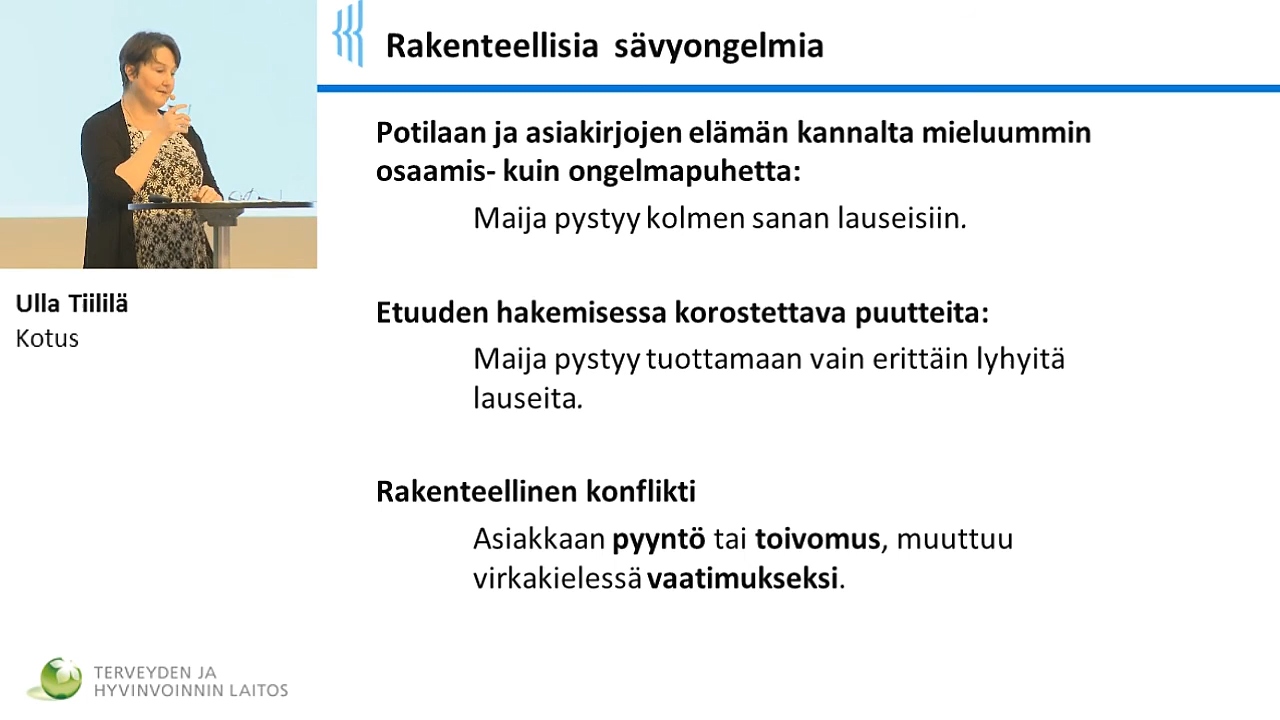 Rakenteellisia sävyongelmia
Potilaan ja asiakirjojen elämän kannalta mieluummin
osaamis- kuin ongelmapuhetta:
Maija pystyy kolmen sanan lauseisiin.
Etuuden hakemisessa korostettava puutteita:
Maija pystyy tuottamaan vain erittäin lyhyitä
lauseita.
Rakenteellinen konflikti
Asiakkaan pyyntö tai toivomus, muuttuu
virkakielessä vaatimukseksi.
Ulla Tiililä
Kotus
TERVEYDEN JA
HYVINVOINNIN LAITOS